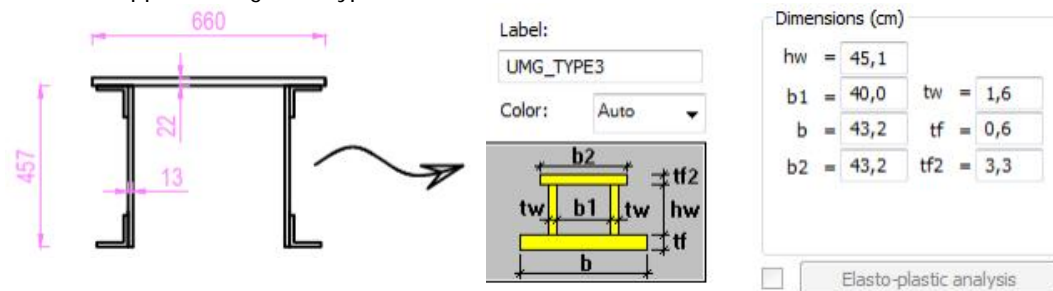 660
22
457
13
Label:
UMG_TYPE3
Color: Auto
b2
tf2
tw b1 tw hw
tf
b
Dimensions (cm)
hw = 45,1
b1 = 40,0 tw = 1,6
b = 43,2 tf = 0,6
b2 = 43,2 tf2 = 3,3
Elasto-plastic analysis